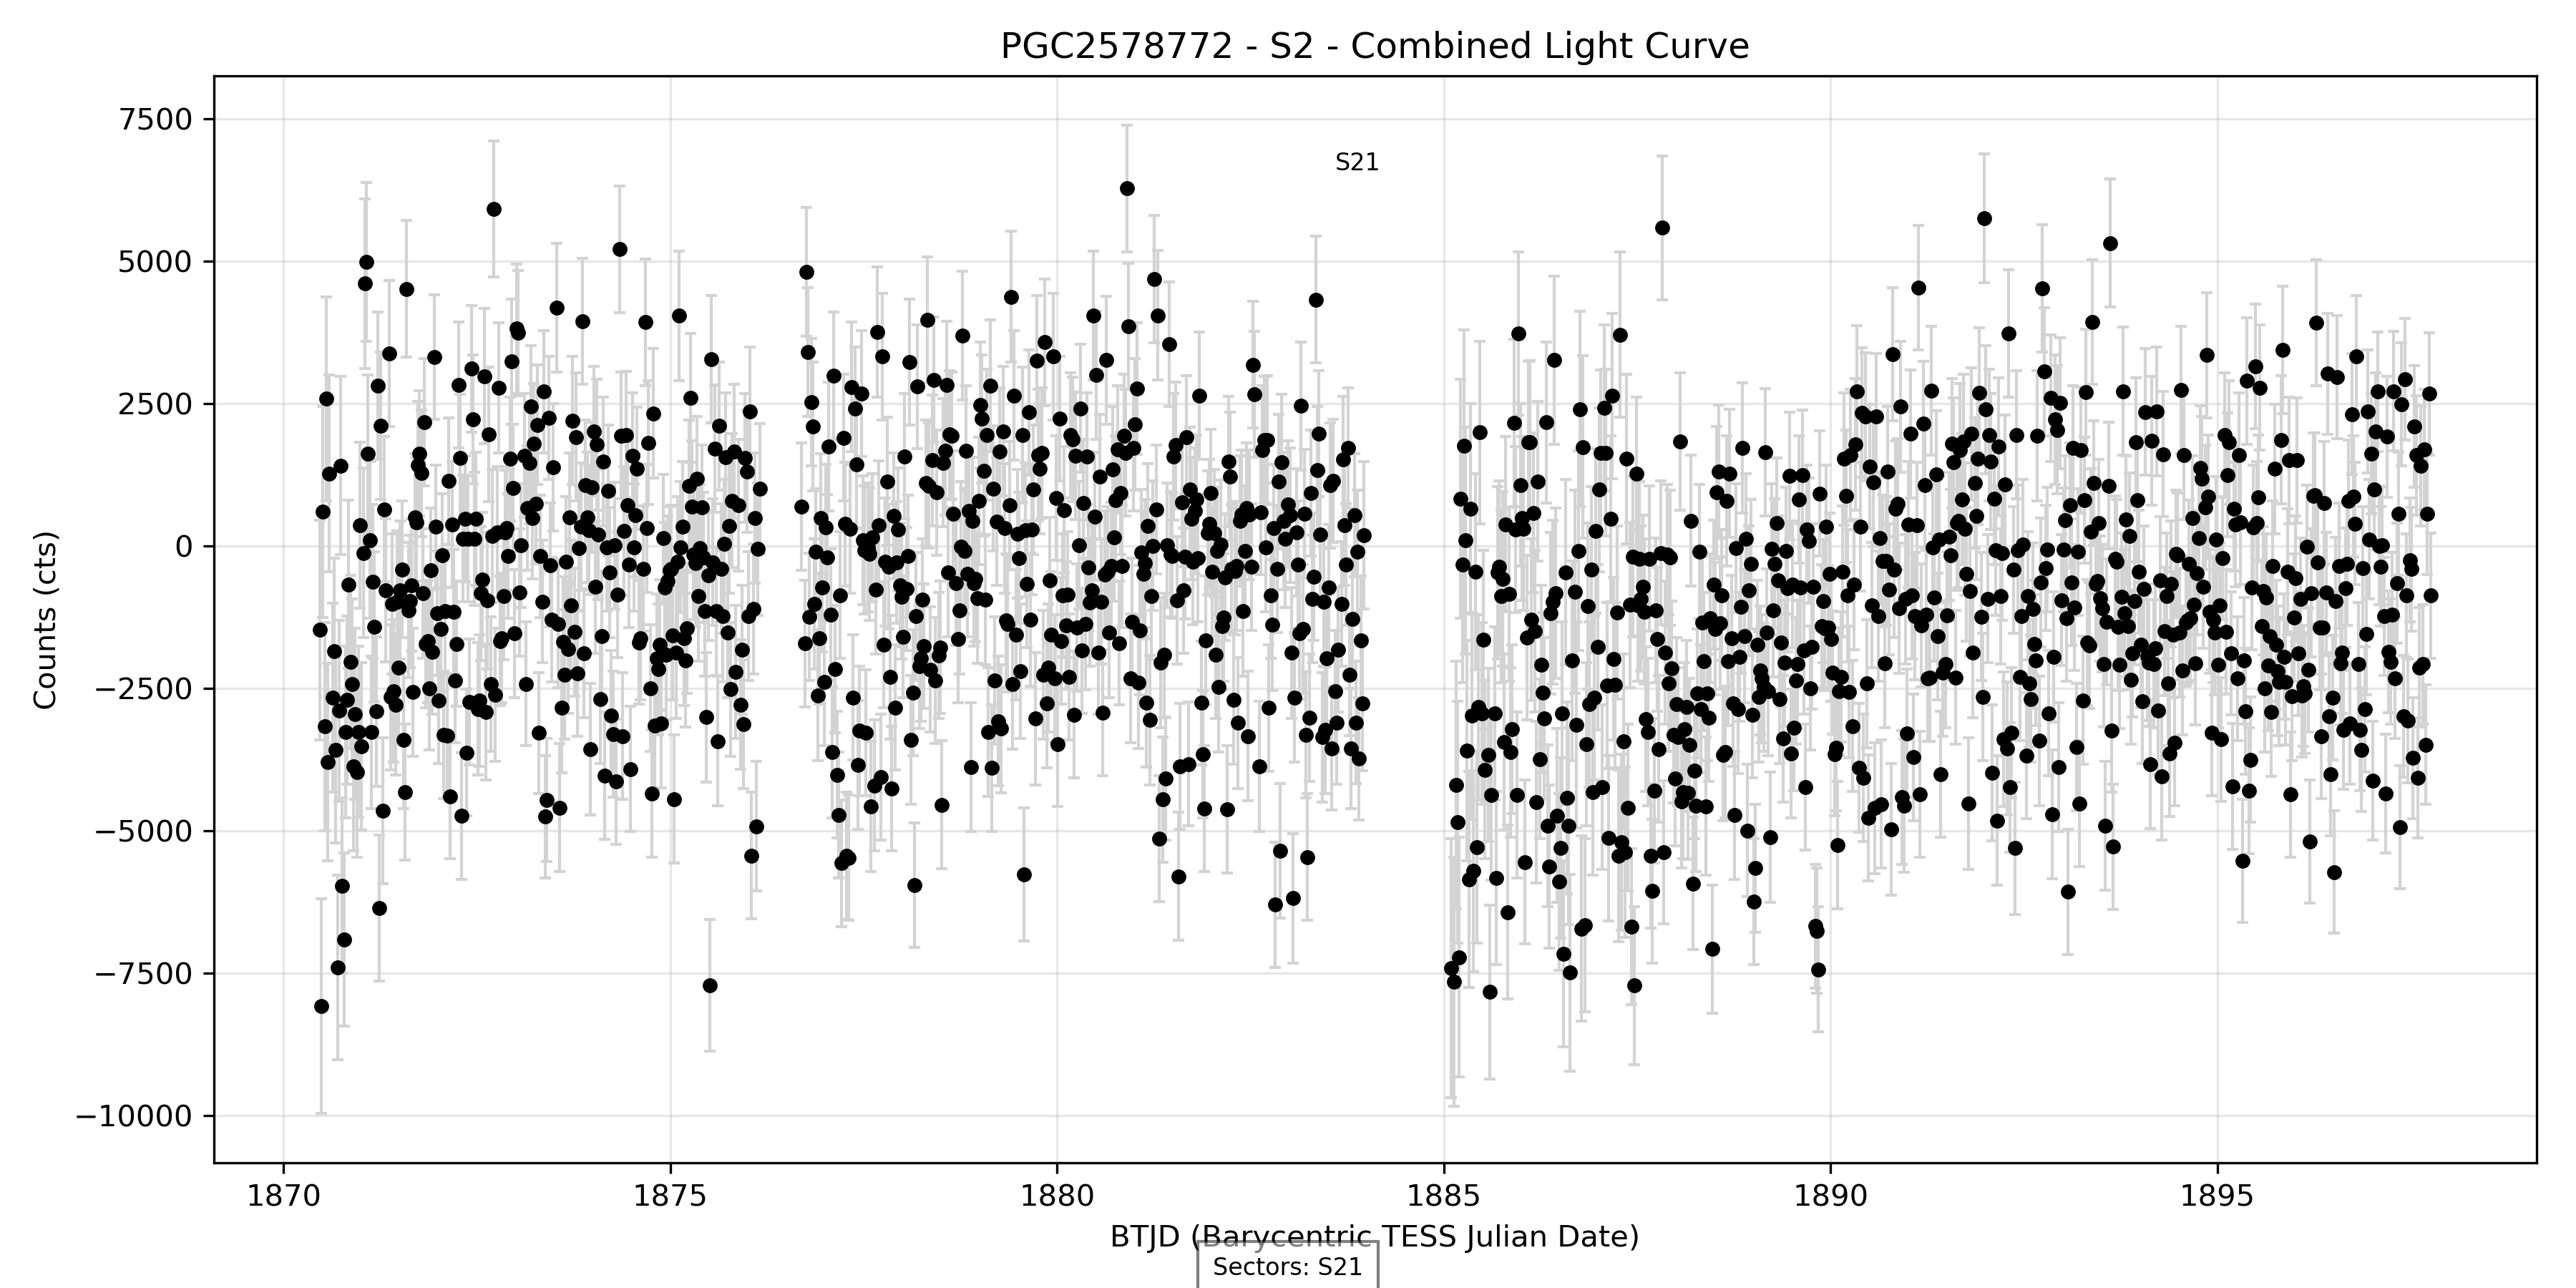 PGC2578772 - S2 - Combined Light Curve
S21
7500
5000
2500
0
−2500
−5000
−7500
−10000
Counts (cts)
1870 1875 1880 1885 1890 1895
BTJD (Barycentric TESS Julian Date)
Sectors: S21